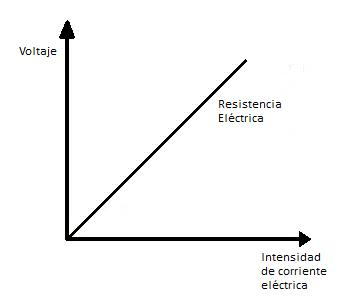 Voltaje
Resistencia
Eléctrica
Intensidad
de corriente
eléctrica